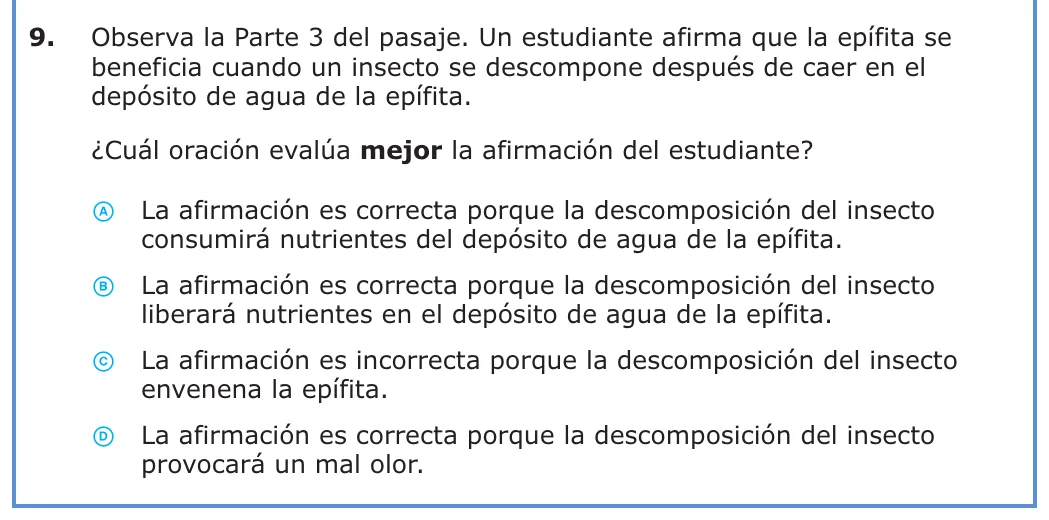 9. Observa la Parte 3 del pasaje. Un estudiante afirma que la epífita se
beneficia cuando un insecto se descompone después de caer en el
depósito de agua de la epífita.
¿Cuál oración evalúa mejor la afirmación del estudiante?
A La afirmación es correcta porque la descomposición del insecto
consumirá nutrientes del depósito de agua de la epífita.
B La afirmación es correcta porque la descomposición del insecto
liberará nutrientes en el depósito de agua de la epífita.
C La afirmación es incorrecta porque la descomposición del insecto
envenena la epífita.
D La afirmación es correcta porque la descomposición del insecto
provocará un mal olor.